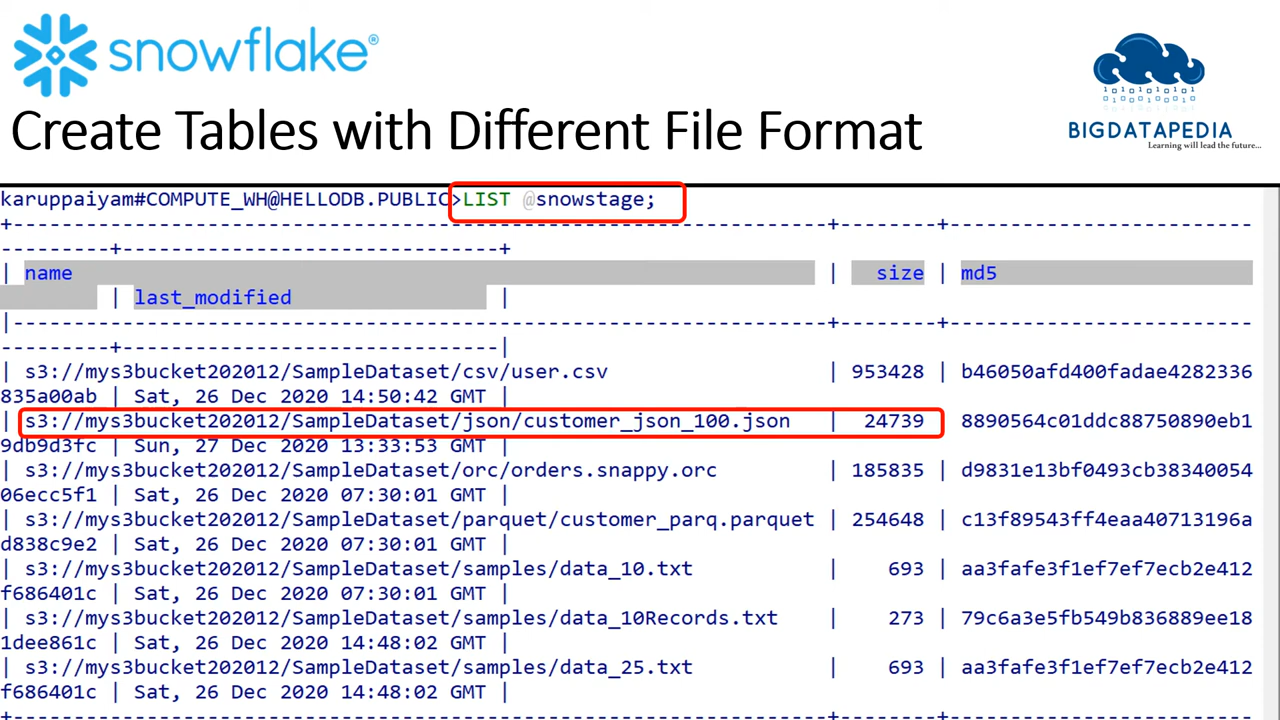 snowflake®
BIGDATAPEDIA
Learning will lead the future...
Create Tables with Different File Format
karuppaiyam#COMPUTE_WH@HELLODB.PUBLIC>LIST @snowstage;
+-------------------------------------------------------------------+--------+-------------------------
---------+-------------------------------+
| name | size | md5
| last_modified |
|-------------------------------------------------------------------+--------+-------------------------
---------+-------------------------------|
| s3://mys3bucket202012/SampleDataset/csv/user.csv | 953428 | b46050afd400fadae4282336
835a00ab | Sat, 26 Dec 2020 14:50:42 GMT |
| s3://mys3bucket202012/SampleDataset/json/customer_json_100.json | 24739 | 8890564c01ddc88750890eb1
9db9d3fc | Sun, 27 Dec 2020 13:33:53 GMT |
| s3://mys3bucket202012/SampleDataset/orc/orders.snappy.orc | 185835 | d9831e13bf0493cb38340054
06ecc5f1 | Sat, 26 Dec 2020 07:30:01 GMT |
| s3://mys3bucket202012/SampleDataset/parquet/customer_parq.parquet | 254648 | c13f89543ff4eaa40713196a
d838c9e2 | Sat, 26 Dec 2020 07:30:01 GMT |
| s3://mys3bucket202012/SampleDataset/samples/data_10.txt | 693 | aa3fafe3f1ef7ef7ecb2e412
f686401c | Sat, 26 Dec 2020 07:30:01 GMT |
| s3://mys3bucket202012/SampleDataset/samples/data_10Records.txt | 273 | 79c6a3e5fb549b836889ee18
1dee861c | Sat, 26 Dec 2020 14:48:02 GMT |
| s3://mys3bucket202012/SampleDataset/samples/data_25.txt | 693 | aa3fafe3f1ef7ef7ecb2e412
f686401c | Sat, 26 Dec 2020 14:48:02 GMT |